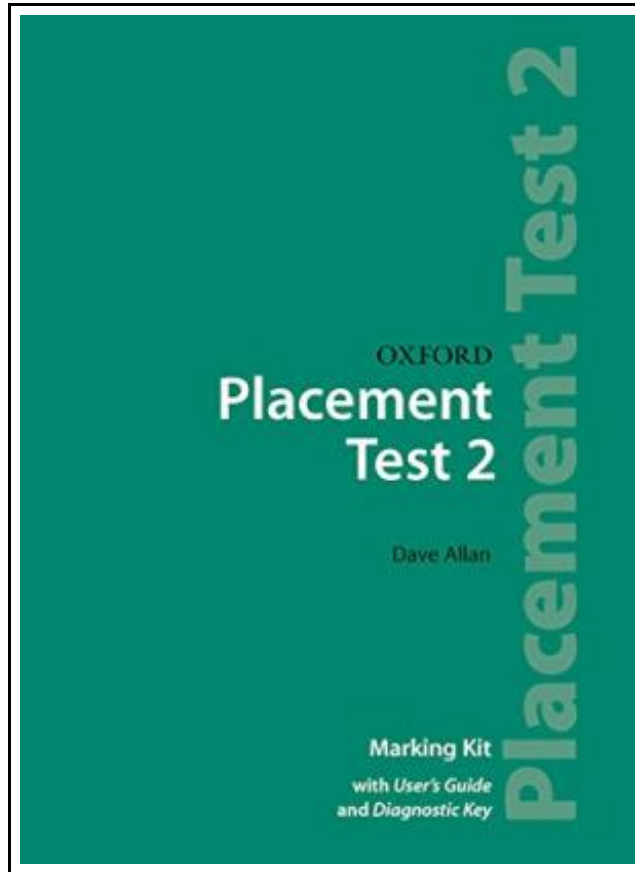 OXFORD
Placement
Test 2
Dave Allan
Marking Kit
with User's Guide
and Diagnostic Key
Placement Test 2